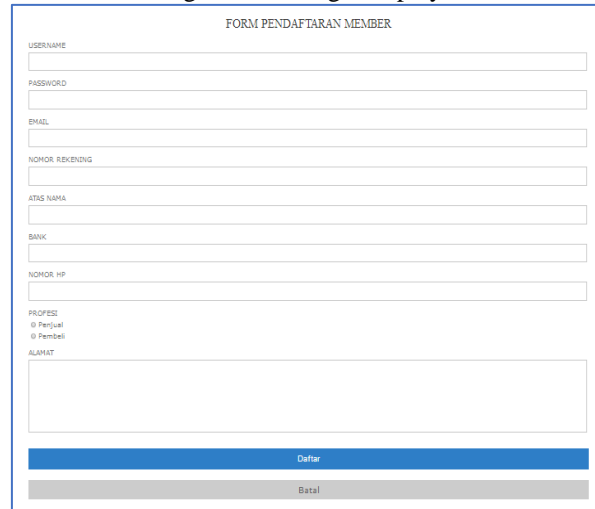 FORM PENDAFTARAN MEMBER
USERNAME
PASSWORD
EMAIL
NOMOR REKENING
ATAS NAMA
BANK
NOMOR HP
PROFESI
Penjual
Pembeli
ALAMAT
Daftar
Batal